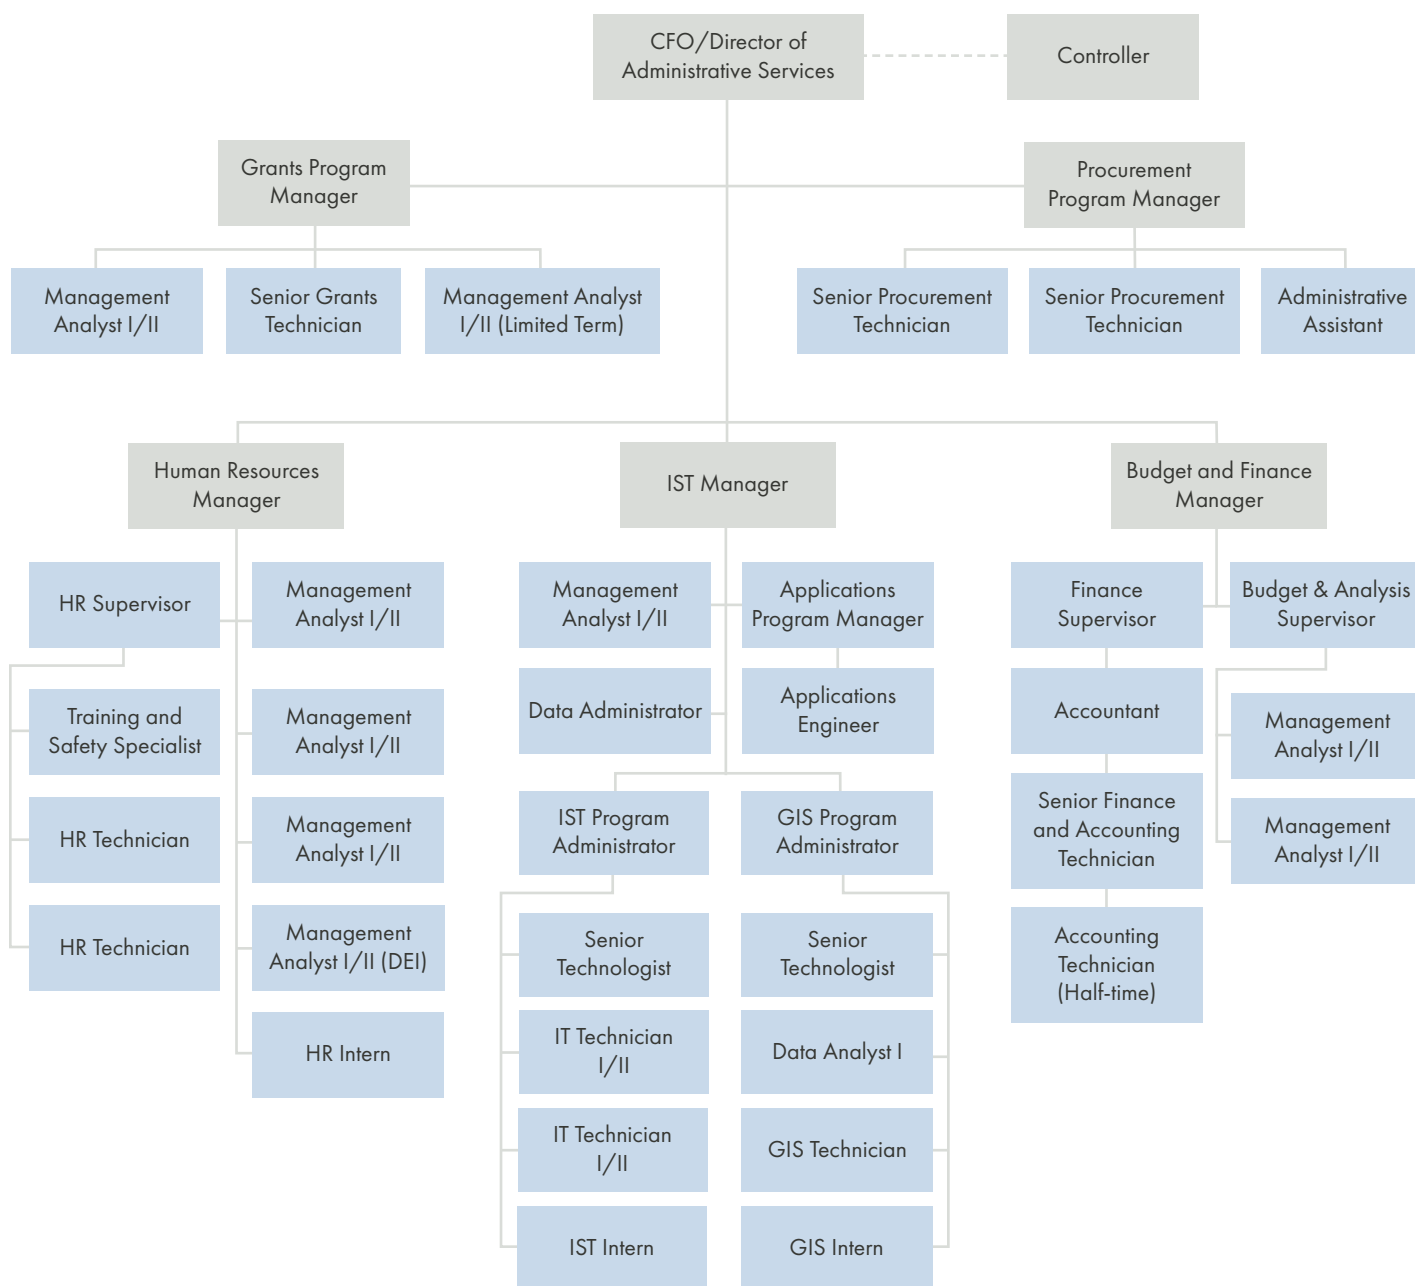 CFO/Director of
Administrative Services
Controller
Grants Program
Manager
Procurement
Program Manager
Management
Analyst I/II
Senior Grants
Technician
Management Analyst
I/II (Limited Term)
Senior Procurement
Technician
Senior Procurement
Technician
Administrative
Assistant
Human Resources
Manager
IST Manager
Budget and Finance
Manager
HR Supervisor
Management
Analyst I/II
Training and
Safety Specialist
Management
Analyst I/II
HR Technician
Management
Analyst I/II
HR Technician
Management
Analyst I/II (DEI)
HR Intern
Management
Analyst I/II
Applications
Program Manager
Data Administrator
Applications
Engineer
IST Program
Administrator
GIS Program
Administrator
Senior
Technologist
Senior
Technologist
IT Technician
I/II
Data Analyst I
IT Technician
I/II
GIS Technician
IST Intern
GIS Intern
Finance
Supervisor
Budget & Analysis
Supervisor
Accountant
Management
Analyst I/II
Senior Finance
and Accounting
Technician
Management
Analyst I/II
Accounting
Technician
(Half-time)